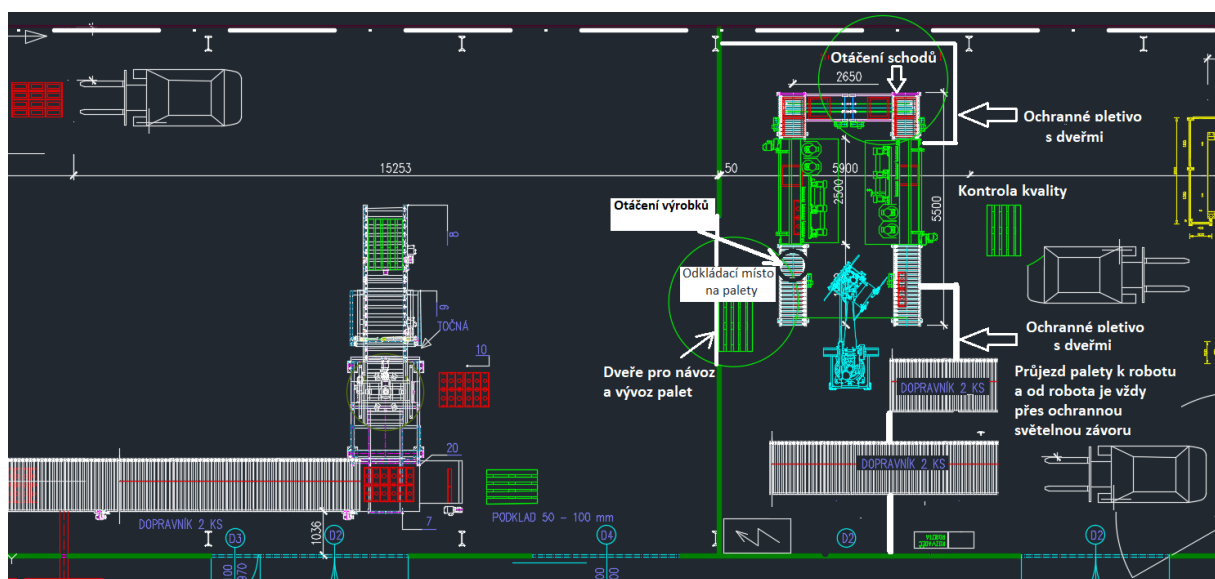 Otáčení schodů
2650
Ochranné pletivo
s dveřmi
15253
50
5900
2500
5500
Kontrola kvality
Otáčení výrobků
Odkládací místo
na palety
8
9
TOČNÁ
10
Ochranné pletivo
s dveřmi
Dveře pro návoz
a vývoz palet
DOPRAVNÍK 2 KS
Průjezd palety k robotu
a od robota je vždy
přes ochrannou
světelnou závoru
20
DOPRAVNÍK 2 KS
7
PODKLAD 50 – 100 mm
DOPRAVNÍK 2 KS
1036
D3
D2
D4
D2
D2